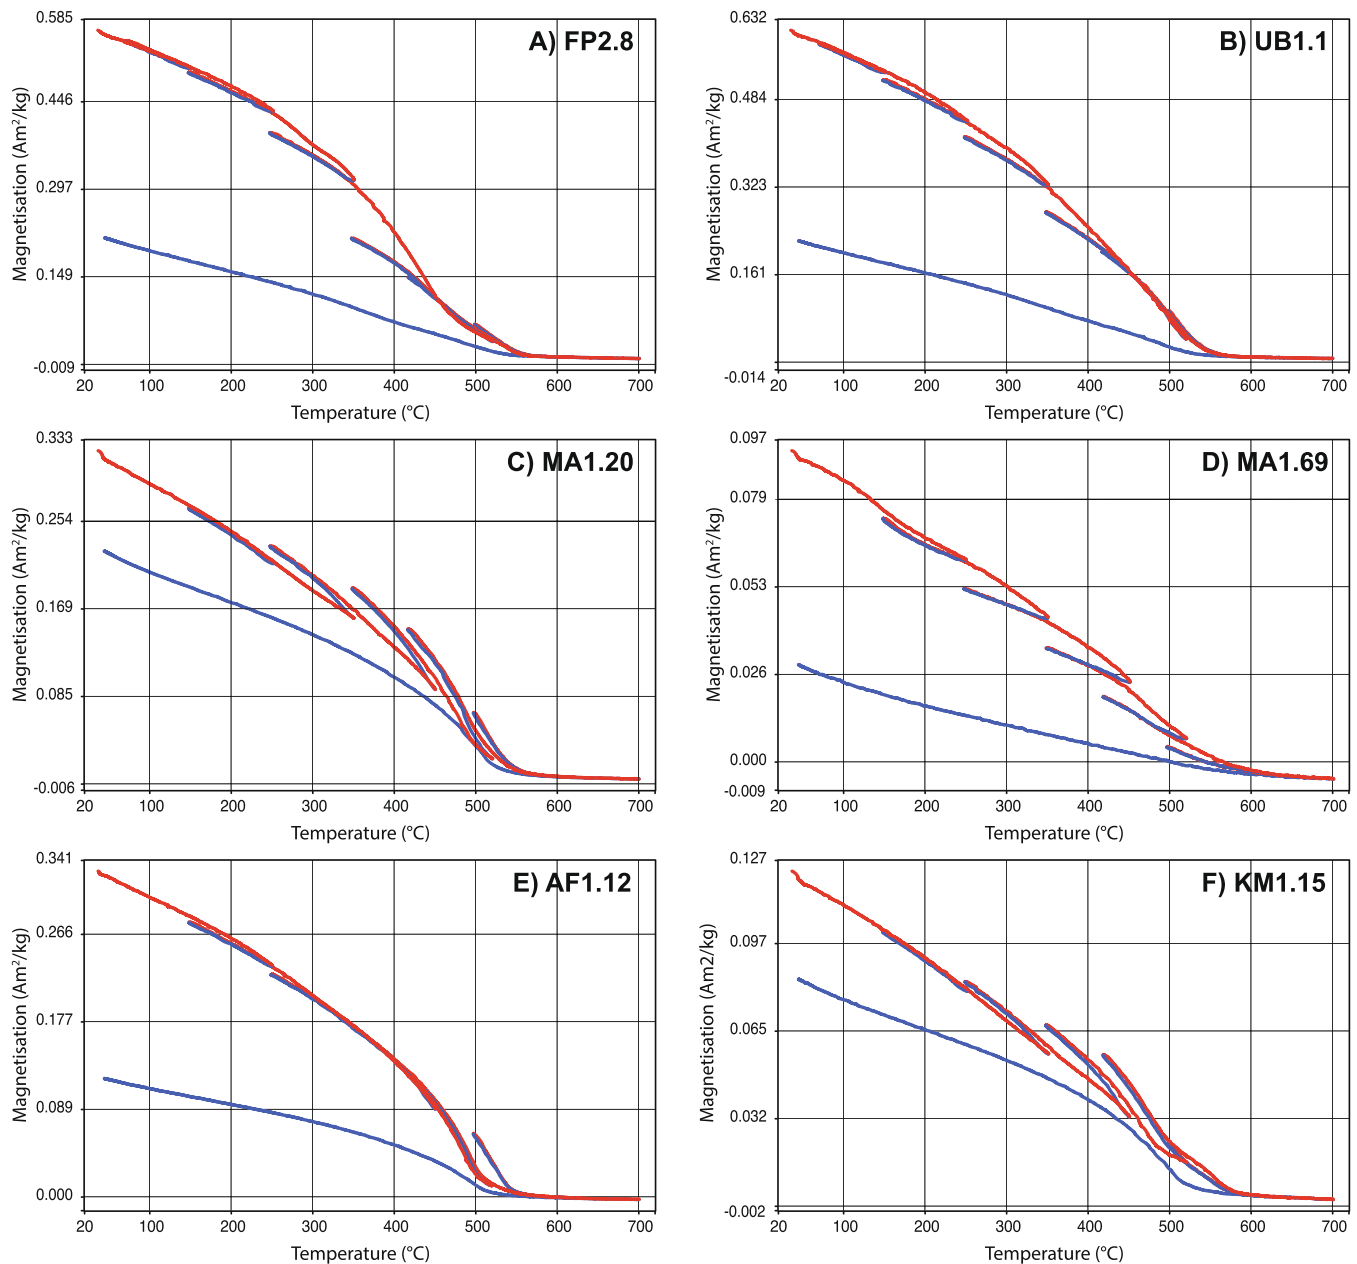 A) FP2.8
0.585
0.446
0.297
0.149
-0.009
Magnetisation (Am²/kg)
20 100 200 300 400 500 600 700
Temperature (°C)
B) UB1.1
0.632
0.484
0.323
0.161
-0.014
Magnetisation (Am²/kg)
20 100 200 300 400 500 600 700
Temperature (°C)
C) MA1.20
0.333
0.254
0.169
0.085
-0.006
Magnetisation (Am²/kg)
20 100 200 300 400 500 600 700
Temperature (°C)
D) MA1.69
0.097
0.079
0.053
0.026
0.000
-0.009
Magnetisation (Am²/kg)
20 100 200 300 400 500 600 700
Temperature (°C)
E) AF1.12
0.341
0.266
0.177
0.089
0.000
Magnetisation (Am²/kg)
20 100 200 300 400 500 600 700
Temperature (°C)
F) KM1.15
0.127
0.097
0.065
0.032
-0.002
Magnetisation (Am2/kg)
20 100 200 300 400 500 600 700
Temperature (°C)